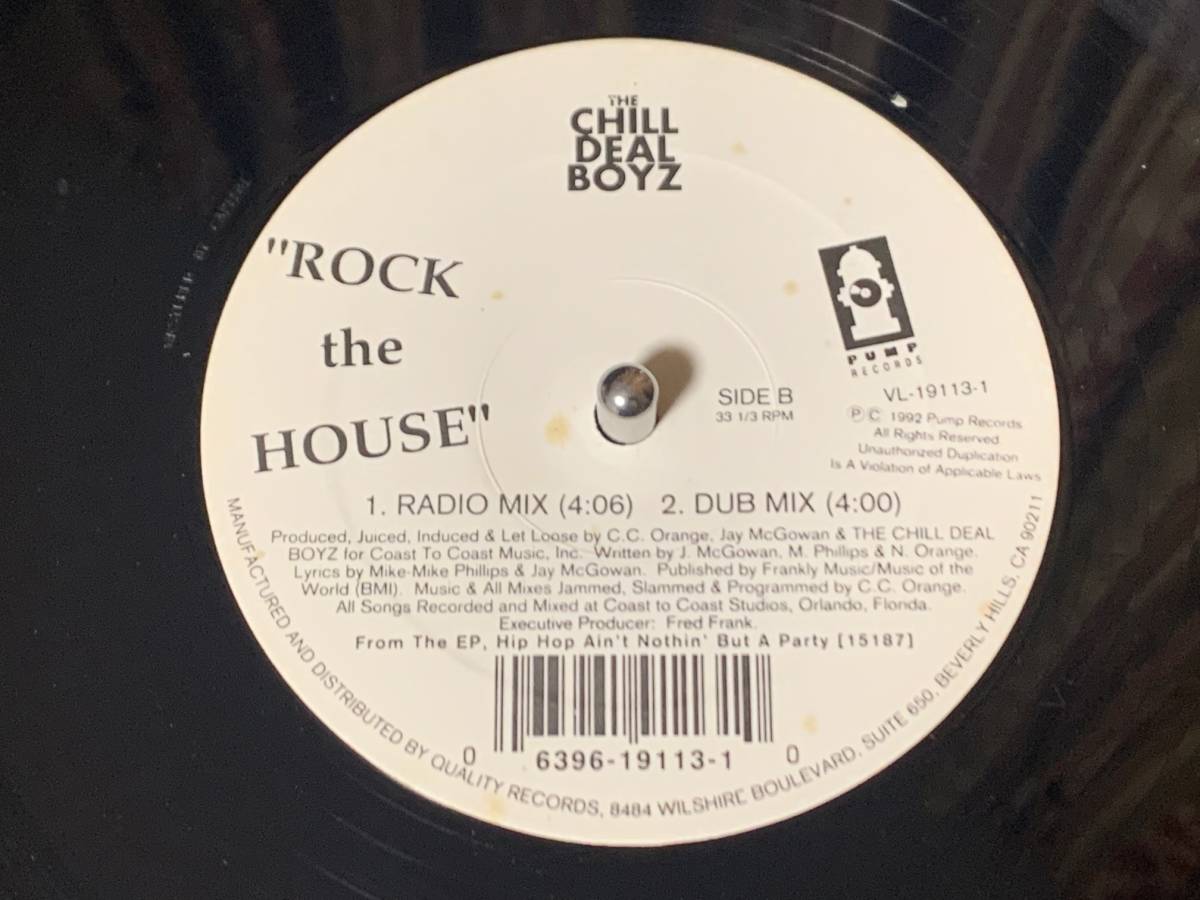 THE
CHILL
DEAL
BOYZ
"ROCK
the
HOUSE"
PUMP
RECORDS
SIDE B
33 1/3 RPM
VL-19113-1
Ⓟ Ⓒ 1992 Pump Records
All Rights Reserved
Unauthorized Duplication
Is A Violation of Applicable Laws
1. RADIO MIX (4:06) 2. DUB MIX (4:00)
Produced, Juiced, Induced & Let Loose by C.C. Orange, Jay McGowan & THE CHILL DEAL
BOYZ for Coast To Coast Music, Inc. Written by J. McGowan, M. Phillips & N. Orange.
Lyrics by Mike-Mike Phillips & Jay McGowan. Published by Frankly Music/Music of the
World (BMI). Music & All Mixes Jammed, Slammed & Programmed by C.C. Orange.
All Songs Recorded and Mixed at Coast to Coast Studios, Orlando, Florida.
Executive Producer: Fred Frank.
From The EP, Hip Hop Ain't Nothin' But A Party [15187]
0 6396-19113-1 0
MANUFACTURED AND DISTRIBUTED BY QUALITY RECORDS, 8484 WILSHIRE BOULEVARD, SUITE 650, BEVERLY HILLS, CA 90211